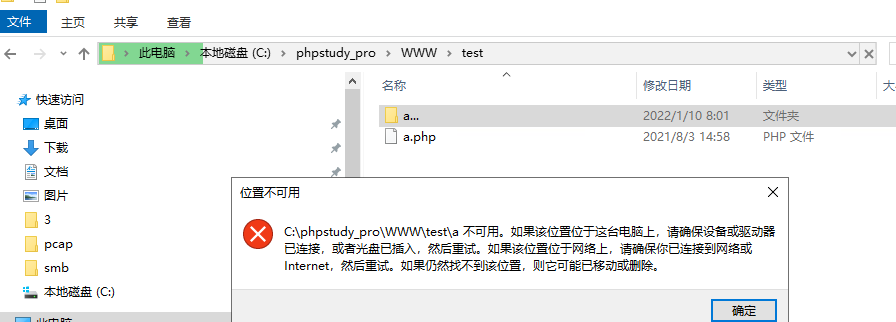 文件 主页 共享 查看
此电脑 本地磁盘 (C:) phpstudy_pro WWW test
名称 修改日期 类型 大
快速访问
桌面
下载
文档
图片
3
pcap
smb
本地磁盘 (C:)
此电脑
a... 2022/1/10 8:01 文件夹
a.php 2021/8/3 14:58 PHP 文件
位置不可用
C:\phpstudy_pro\WWW\test\a 不可用。如果该位置位于这台电脑上，请确保设备或驱动器
已连接，或者光盘已插入，然后重试。如果该位置位于网络上，请确保你已连接到网络或
Internet，然后重试。如果仍然找不到该位置，则它可能已移动或删除。
确定